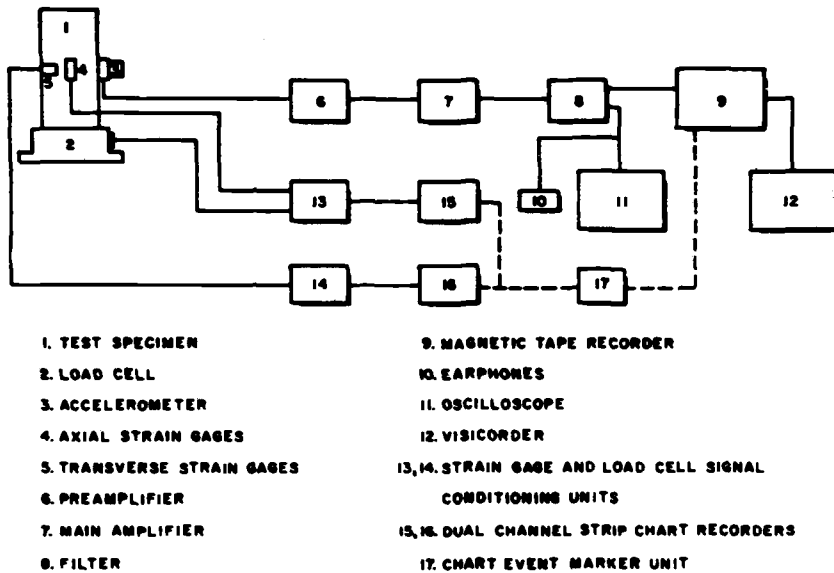 1
5
4
3
2
6
7
8
9
10
11
12
13
15
14
16
17
1. TEST SPECIMEN
2. LOAD CELL
3. ACCELEROMETER
4. AXIAL STRAIN GAGES
5. TRANSVERSE STRAIN GAGES
6. PREAMPLIFIER
7. MAIN AMPLIFIER
8. FILTER
9. MAGNETIC TAPE RECORDER
10. EARPHONES
11. OSCILLOSCOPE
12. VISICORDER
13,14. STRAIN GAGE AND LOAD CELL SIGNAL
CONDITIONING UNITS
15,16. DUAL CHANNEL STRIP CHART RECORDERS
17. CHART EVENT MARKER UNIT